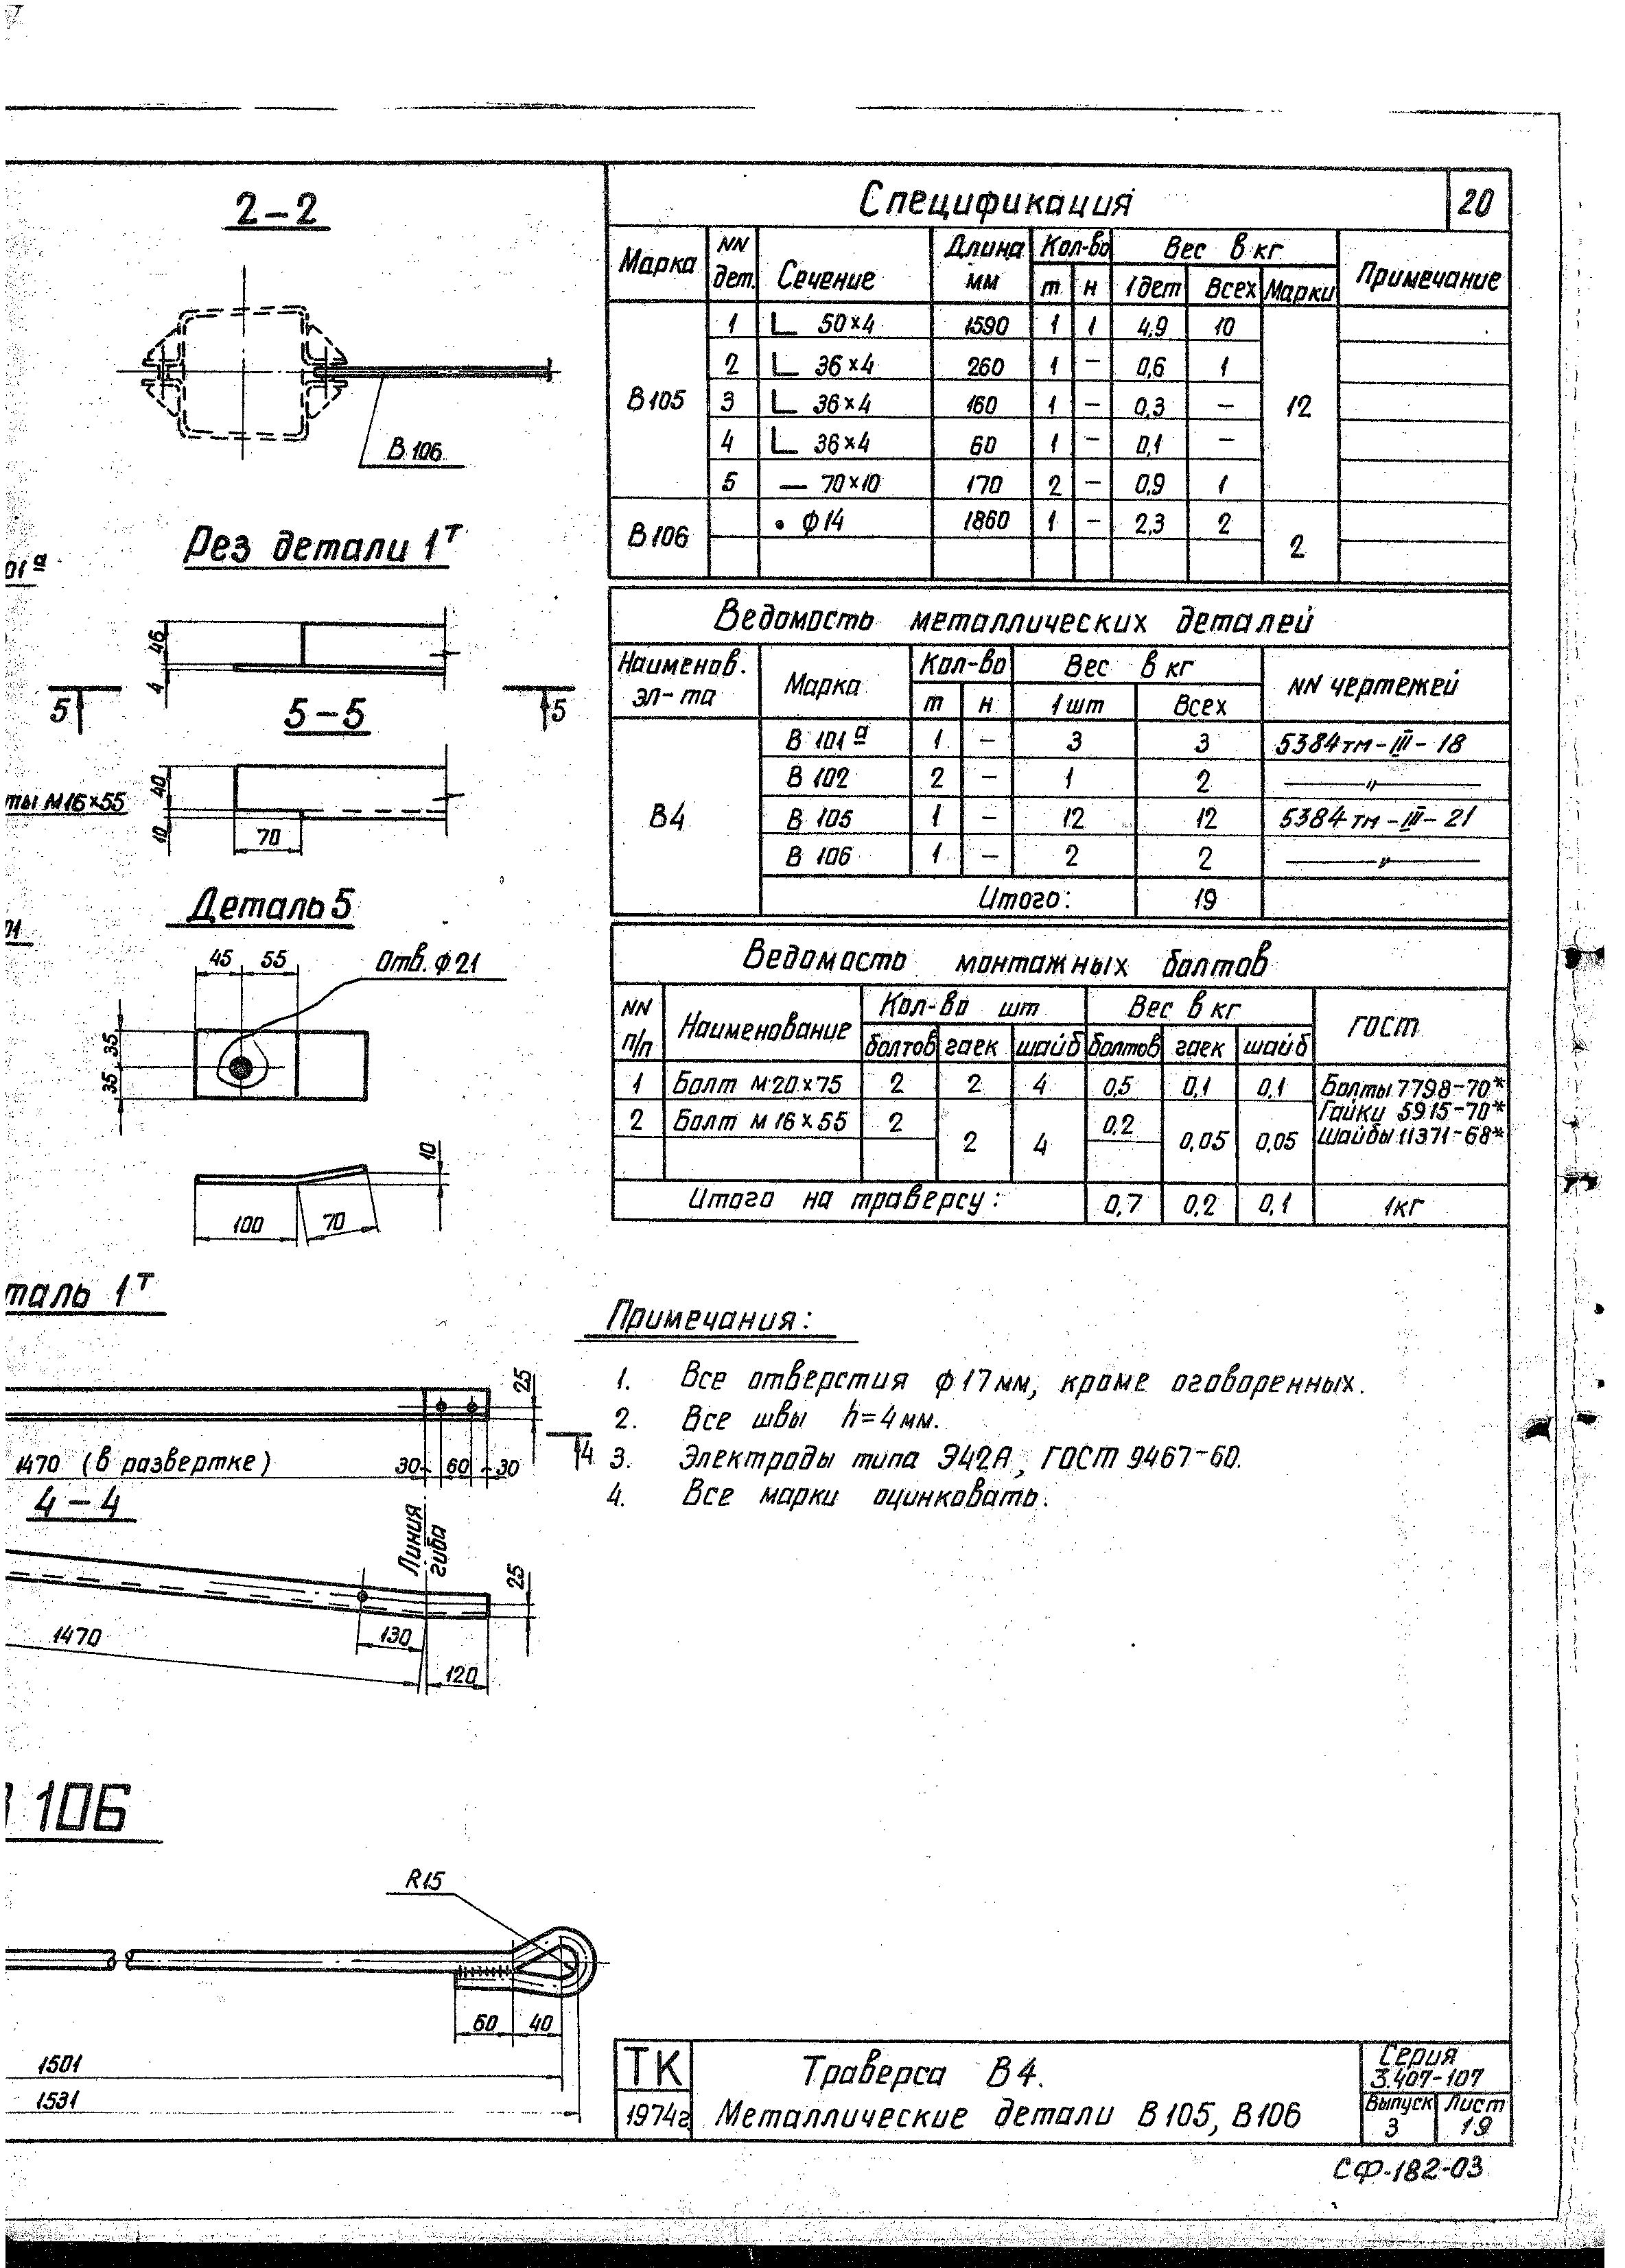 2-2
В 106
Рез детали 1т
01а
46
4
5
5
5-5
ты М16×55
40
10
70
Деталь 5
01
45
55
Отв. ф 21
35
35
10
100
70
таль 1т
25
1470 (в развертке)
30
60
30
4
4-4
Линия
гиба
25
1470
130
120
В 106
R15
60
40
1501
1531
Спецификация
20
Марка
NN
дет.
Сечение
Длина
мм
Кол-во
Вес в кг
Примечание
т
н
1дет
Всех
Марки
В105
1
L 50×4
1590
1
1
4,9
10
12
2
L 36×4
260
1
-
0,6
1
3
L 36×4
160
1
-
0,3
-
4
L 36×4
60
1
-
0,1
-
5
— 70×10
170
2
-
0,9
1
В106
• ф14
1860
1
-
2,3
2
2
Ведомость металлических деталей
Наименов.
эл-та
Марка
Кол-во
Вес в кг
NN чертежей
т
н
1шт
Всех
В4
В 101а
1
-
3
3
5384тм-III-18
В 102
2
-
1
2
—〃—
В 105
1
-
12
12
5384тм-III-21
В 106
1
-
2
2
—〃—
Итого:
19
Ведомость монтажных болтов
NN
п/п
Наименование
Кол-во шт
Вес в кг
ГОСТ
болтов
гаек
шайб
болтов
гаек
шайб
1
Болт М20×75
2
2
4
0,5
0,1
0,1
Болты 7798-70*
Гайки 5915-70*
Шайбы 11371-68*
2
Болт М16×55
2
2
4
0,2
0,05
0,05
Итого на траверсу:
0,7
0,2
0,1
1кг
Примечания:
1. Все отверстия ф 17мм, кроме оговоренных.
2. Все швы h=4мм.
3. Электроды типа Э42А, ГОСТ 9467-60.
4. Все марки оцинковать.
ТК
1974г
Траверса В4.
Металлические детали В105, В106
Серия
3.407-107
Выпуск
3
Лист
19
СФ-182-03